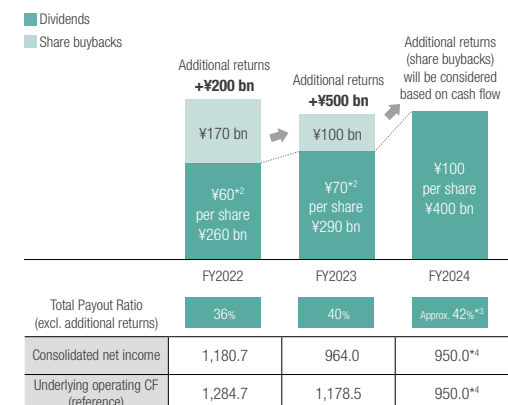 Dividends
Share buybacks
Additional returns
+¥200 bn
Additional returns
+¥500 bn
Additional returns
(share buybacks)
will be considered
based on cash flow
¥170 bn
¥100 bn
¥60*2
per share
¥260 bn
¥70*2
per share
¥290 bn
¥100
per share
¥400 bn
FY2022
FY2023
FY2024
Total Payout Ratio
(excl. additional returns)
36%
40%
Approx. 42%*3
Consolidated net income
1,180.7
964.0
950.0*4
Underlying operating CF
(reference)
1,284.7
1,178.5
950.0*4